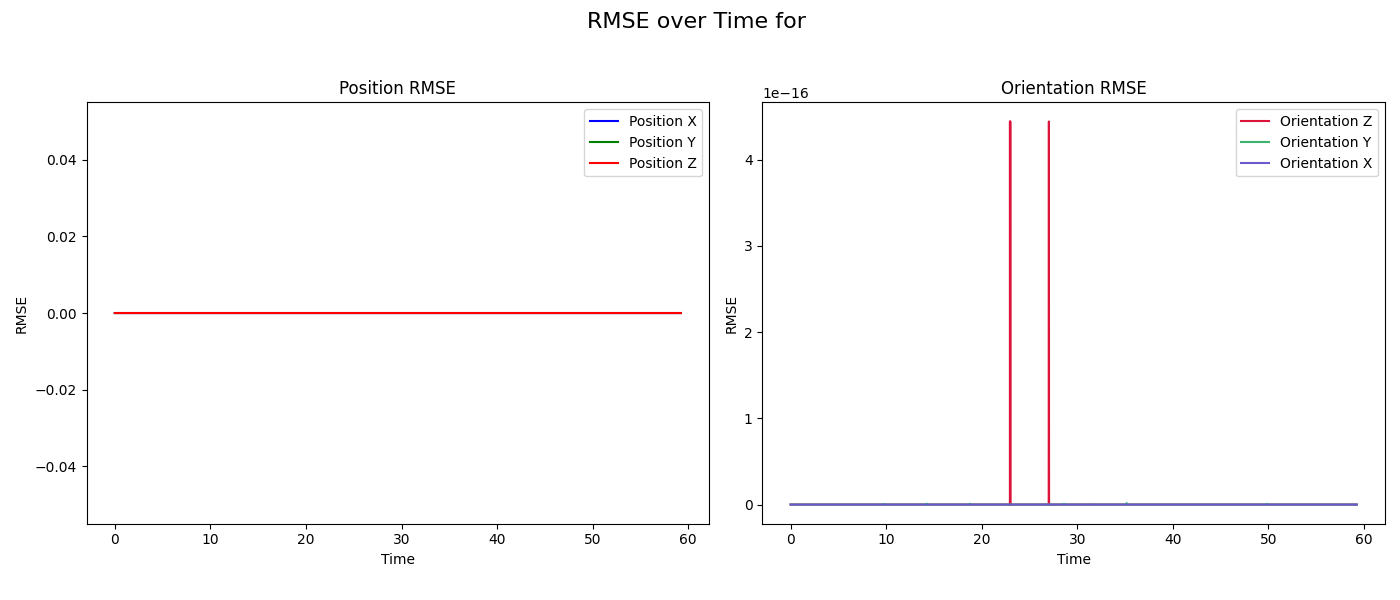 RMSE over Time for
Position RMSE
Position X
Position Y
Position Z
0.04
0.02
0.00
−0.02
−0.04
RMSE
0
10
20
30
40
50
60
Time
Orientation RMSE
1e−16
Orientation Z
Orientation Y
Orientation X
4
3
2
1
0
RMSE
0
10
20
30
40
50
60
Time